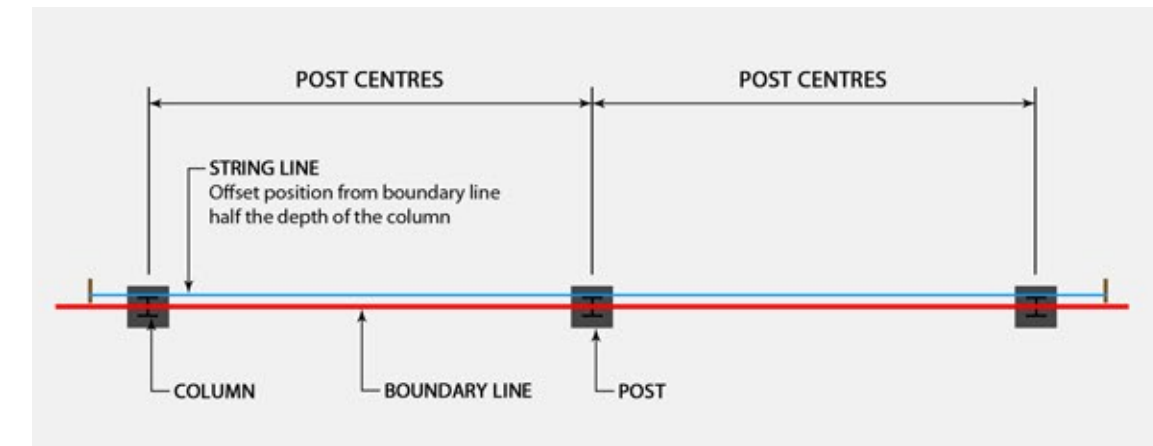 POST CENTRES
POST CENTRES
STRING LINE
Offset position from boundary line
half the depth of the column
COLUMN
BOUNDARY LINE
POST